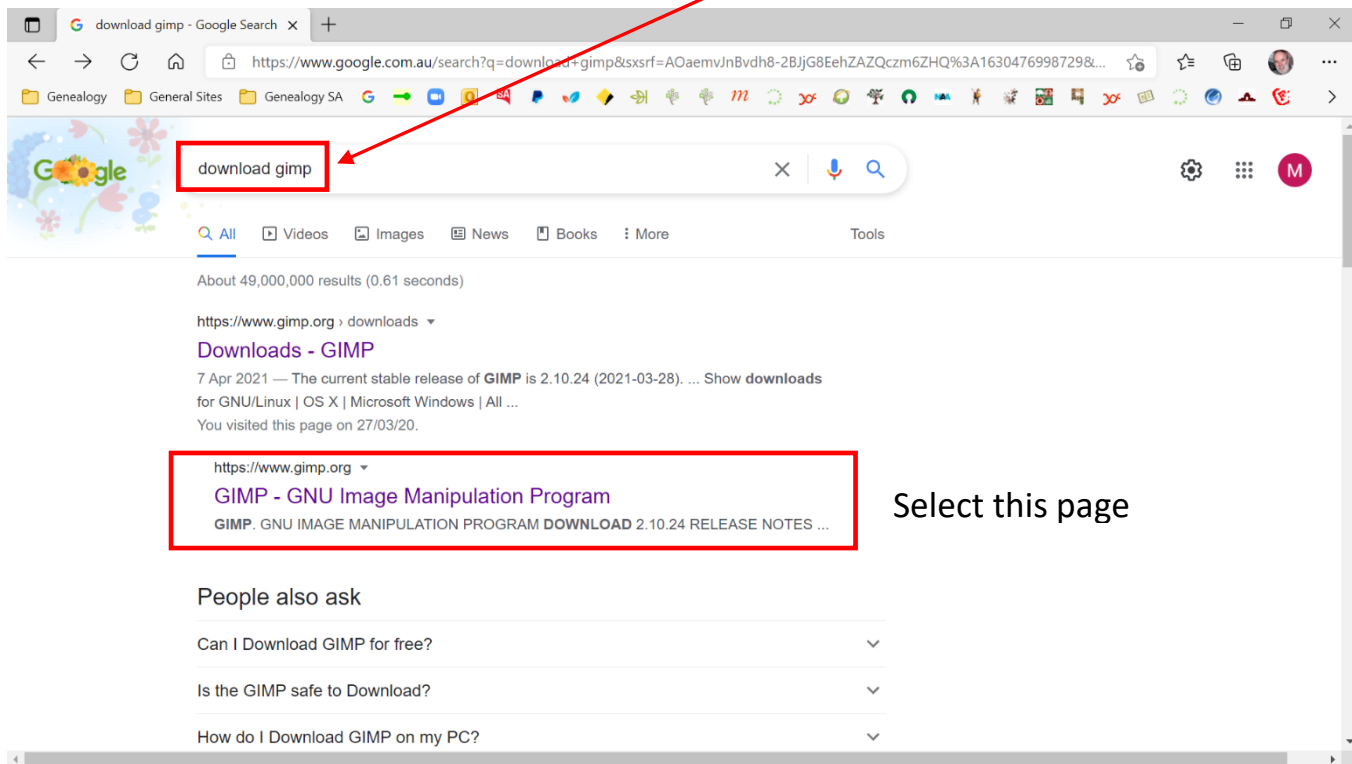 download gimp - Google Search
https://www.google.com.au/search?q=download+gimp&sxsrf=AOaemvJnBvdh8-2BJjG8EehZAZQczm6ZHQ%3A1630476998729&...
Genealogy General Sites Genealogy SA
Google
download gimp
M
All Videos Images News Books More Tools
About 49,000,000 results (0.61 seconds)
https://www.gimp.org › downloads
Downloads - GIMP
7 Apr 2021 — The current stable release of GIMP is 2.10.24 (2021-03-28). ... Show downloads
for GNU/Linux | OS X | Microsoft Windows | All ...
You visited this page on 27/03/20.
https://www.gimp.org
GIMP - GNU Image Manipulation Program
GIMP. GNU IMAGE MANIPULATION PROGRAM DOWNLOAD 2.10.24 RELEASE NOTES ...
Select this page
People also ask
Can I Download GIMP for free?
Is the GIMP safe to Download?
How do I Download GIMP on my PC?